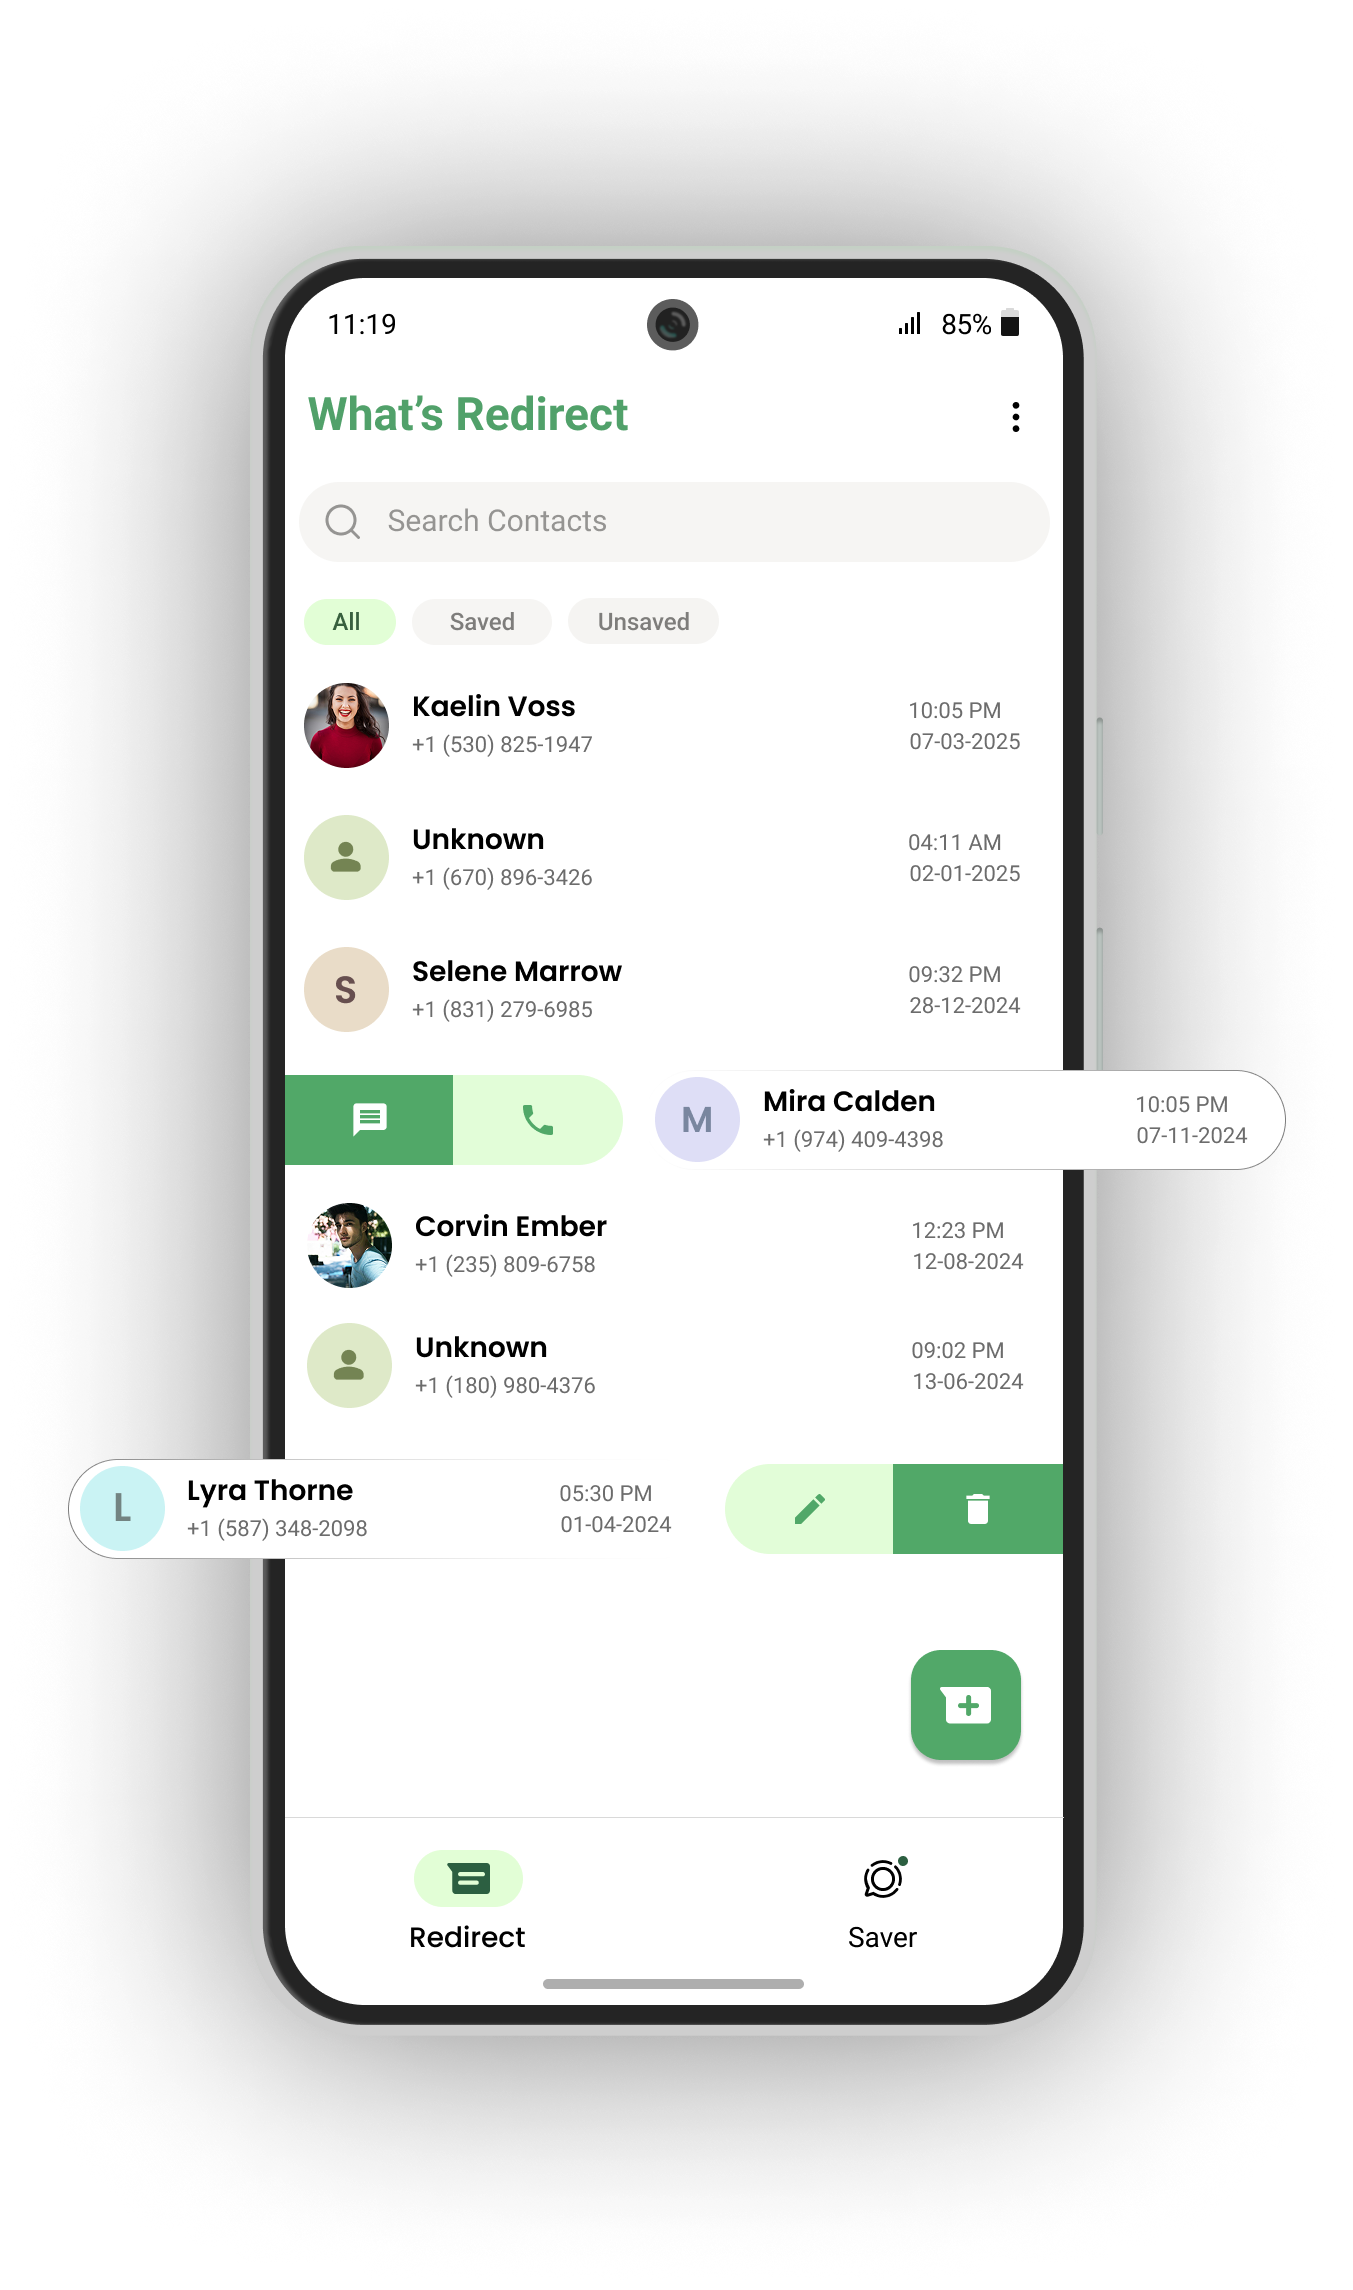 11:19
85%
What’s Redirect
Search Contacts
All
Saved
Unsaved
Kaelin Voss
+1 (530) 825-1947
10:05 PM
07-03-2025
Unknown
+1 (670) 896-3426
04:11 AM
02-01-2025
S
Selene Marrow
+1 (831) 279-6985
09:32 PM
28-12-2024
M
Mira Calden
+1 (974) 409-4398
10:05 PM
07-11-2024
Corvin Ember
+1 (235) 809-6758
12:23 PM
12-08-2024
Unknown
+1 (180) 980-4376
09:02 PM
13-06-2024
L
Lyra Thorne
+1 (587) 348-2098
05:30 PM
01-04-2024
Redirect
Saver